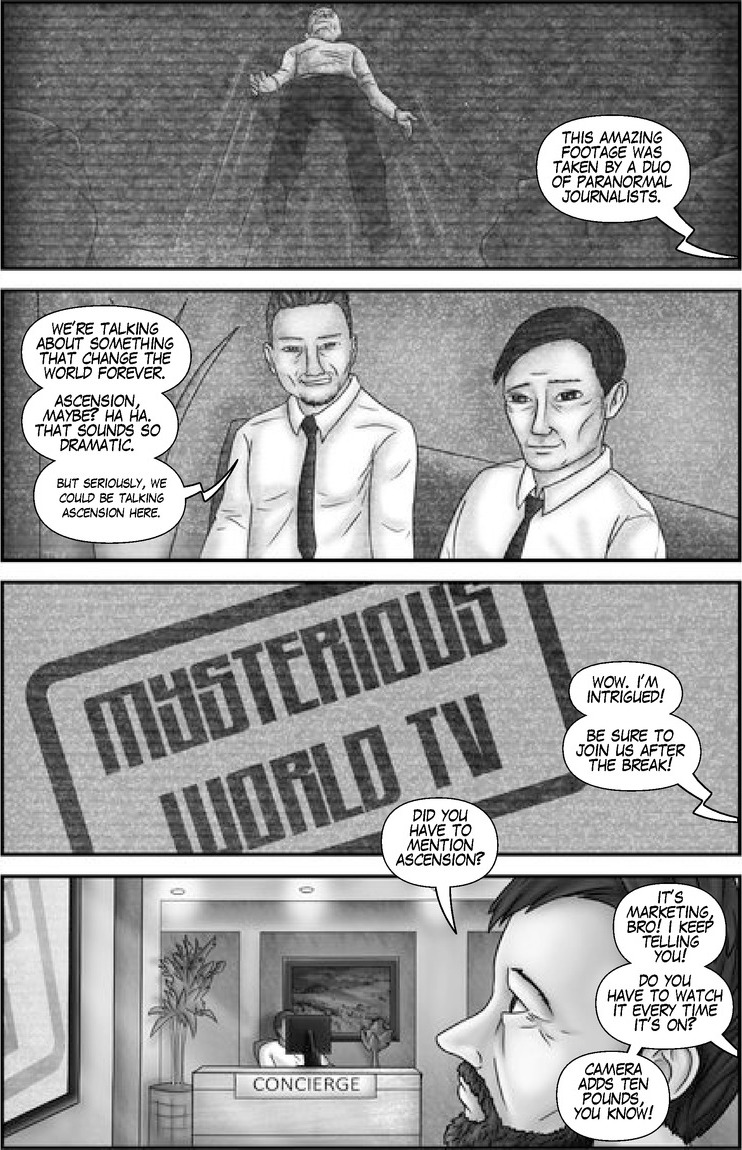 THIS AMAZING
FOOTAGE WAS
TAKEN BY A DUO
OF PARANORMAL
JOURNALISTS.
WE'RE TALKING
ABOUT SOMETHING
THAT CHANGE THE
WORLD FOREVER.
ASCENSION,
MAYBE? HA HA.
THAT SOUNDS SO
DRAMATIC.
BUT SERIOUSLY, WE
COULD BE TALKING
ASCENSION HERE.
MYSTERIOUS
WORLD TV
WOW. I'M
INTRIGUED!
BE SURE TO
JOIN US AFTER
THE BREAK!
DID YOU
HAVE TO
MENTION
ASCENSION?
IT'S
MARKETING,
BRO! I KEEP
TELLING
YOU!
DO YOU
HAVE TO WATCH
IT EVERY TIME
IT'S ON?
CAMERA
ADDS TEN
POUNDS,
YOU KNOW!
CONCIERGE